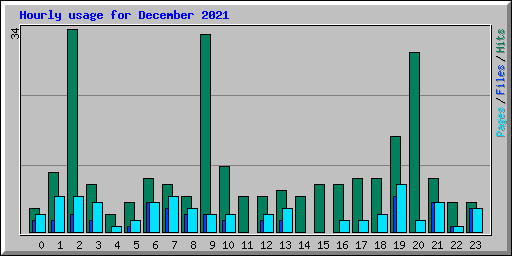 Hourly usage for December 2021
34
Pages/Files/Hits
0 1 2 3 4 5 6 7 8 9 10 11 12 13 14 15 16 17 18 19 20 21 22 23